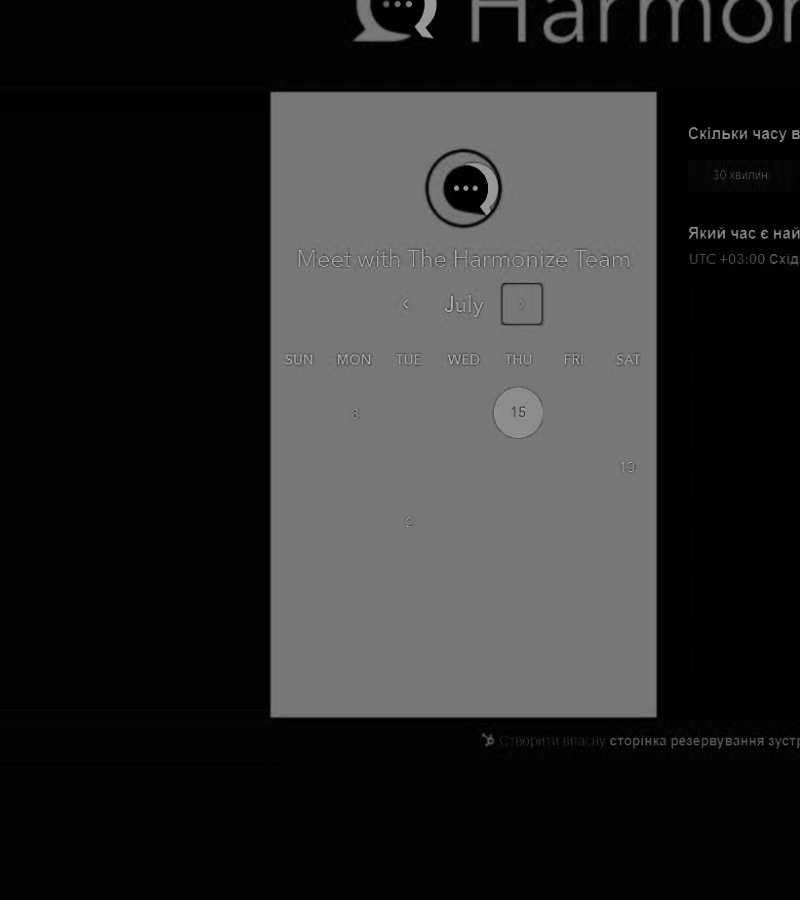 Harmon
Meet with The Harmonize Team
July
SUN MON TUE WED THU FRI SAT
8 15
10
2
Скільки часу в
30 хвилин
Який час є най
UTC +03:00 Схід
Створити власну сторінка резервування зуст